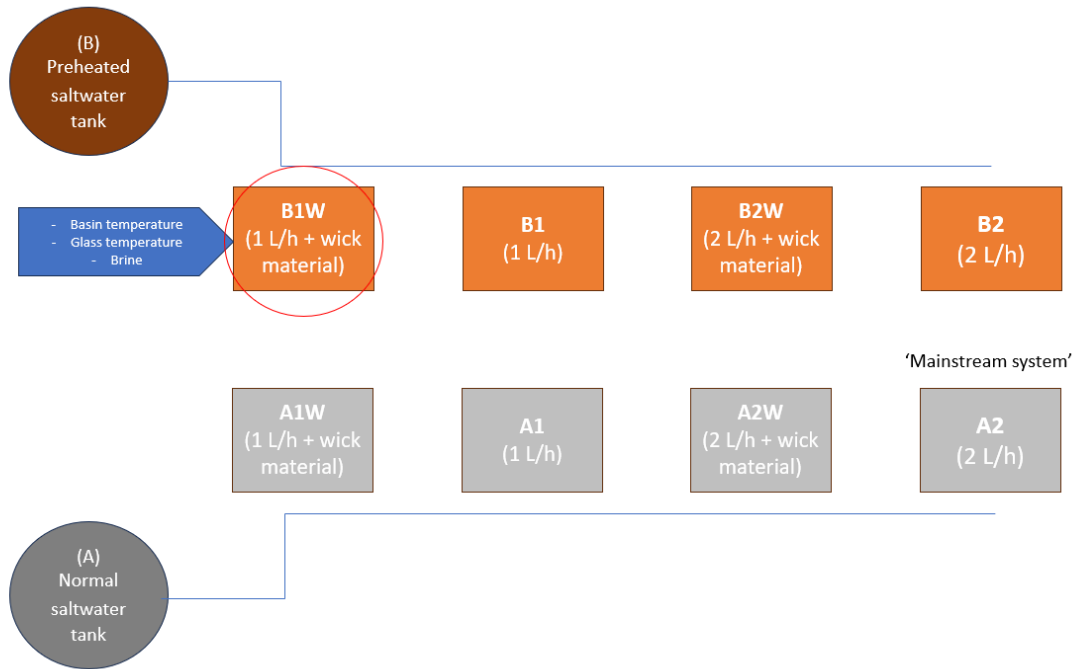 (B)
Preheated
saltwater
tank
- Basin temperature
- Glass temperature
- Brine
B1W
(1 L/h + wick
material)
B1
(1 L/h)
B2W
(2 L/h + wick
material)
B2
(2 L/h)
‘Mainstream system’
A1W
(1 L/h + wick
material)
A1
(1 L/h)
A2W
(2 L/h + wick
material)
A2
(2 L/h)
(A)
Normal
saltwater
tank